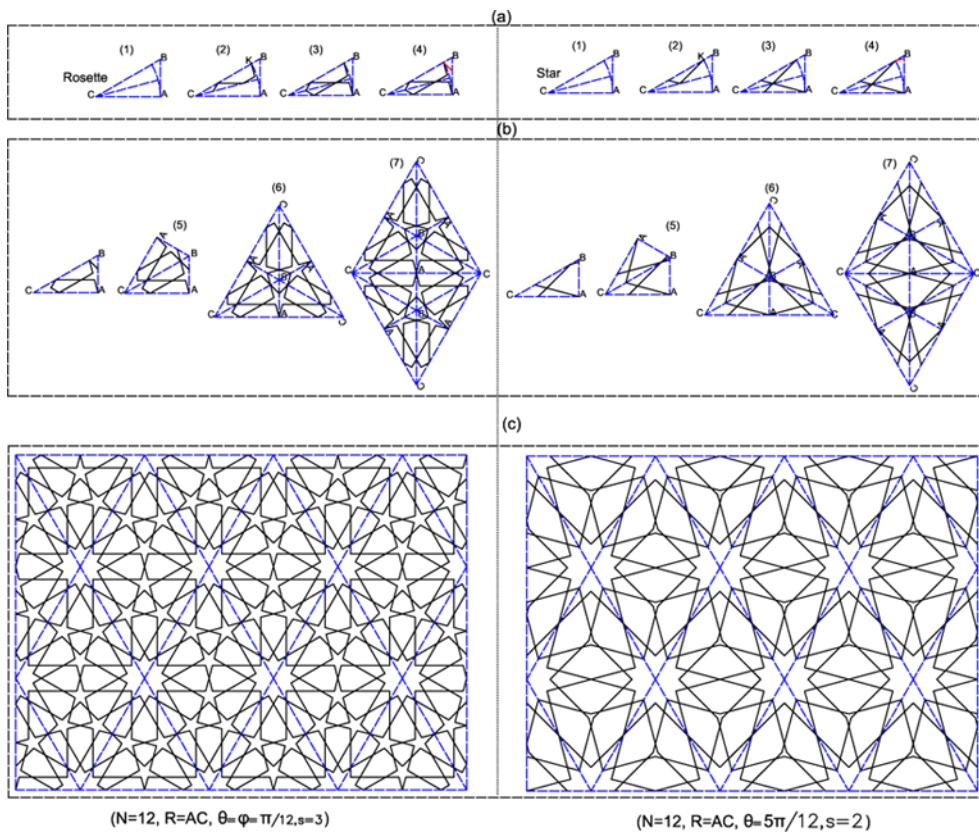 (a)
(1) (2) (3) (4)
Rosette
C A B
C A B K
C A B
C A B
(1) (2) (3) (4)
Star
C A B
C A B K
C A B
C A B
(b)
(5) (6) (7)
C A B
C A B A
C A C B C A A
C A C B C A A B C
(5) (6) (7)
C A B
C A B A
C A C B C A A
C A C B C A A B C
(c)
(N=12, R=AC, θ=φ=π/12,s=3)
(N=12, R=AC, θ=5π/12,s=2)